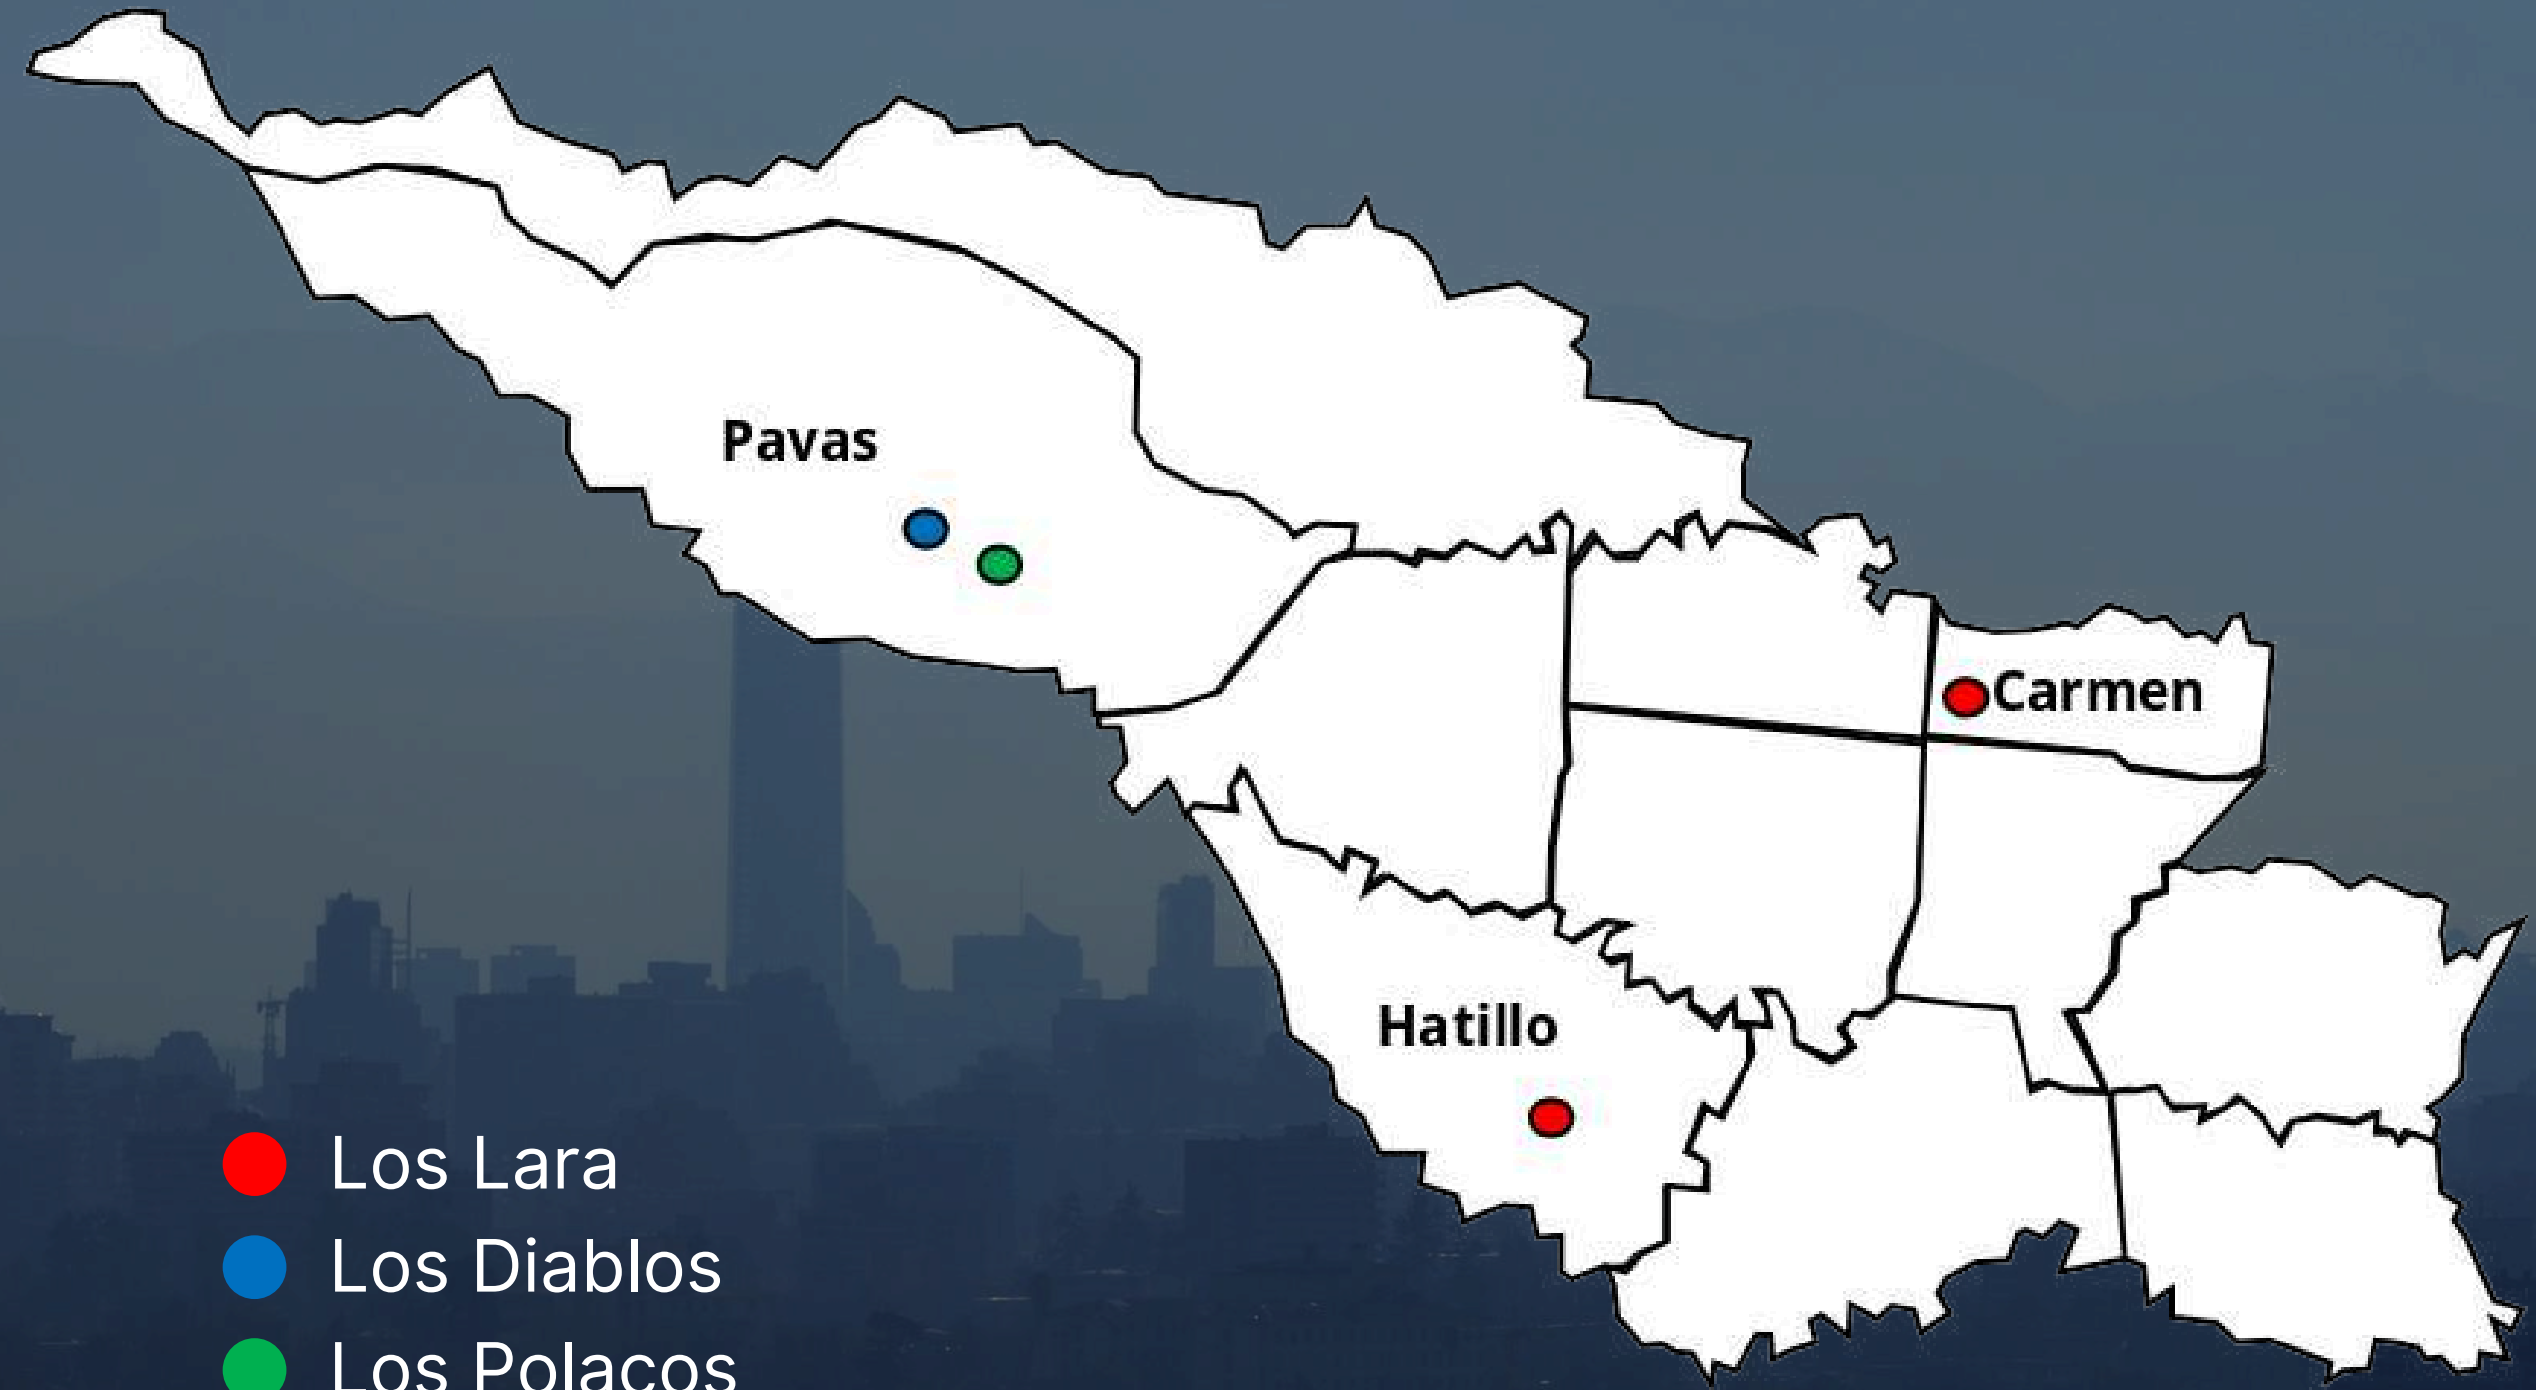 Pavas
Carmen
Hatillo
Los Lara
Los Diablos
Los Polacos